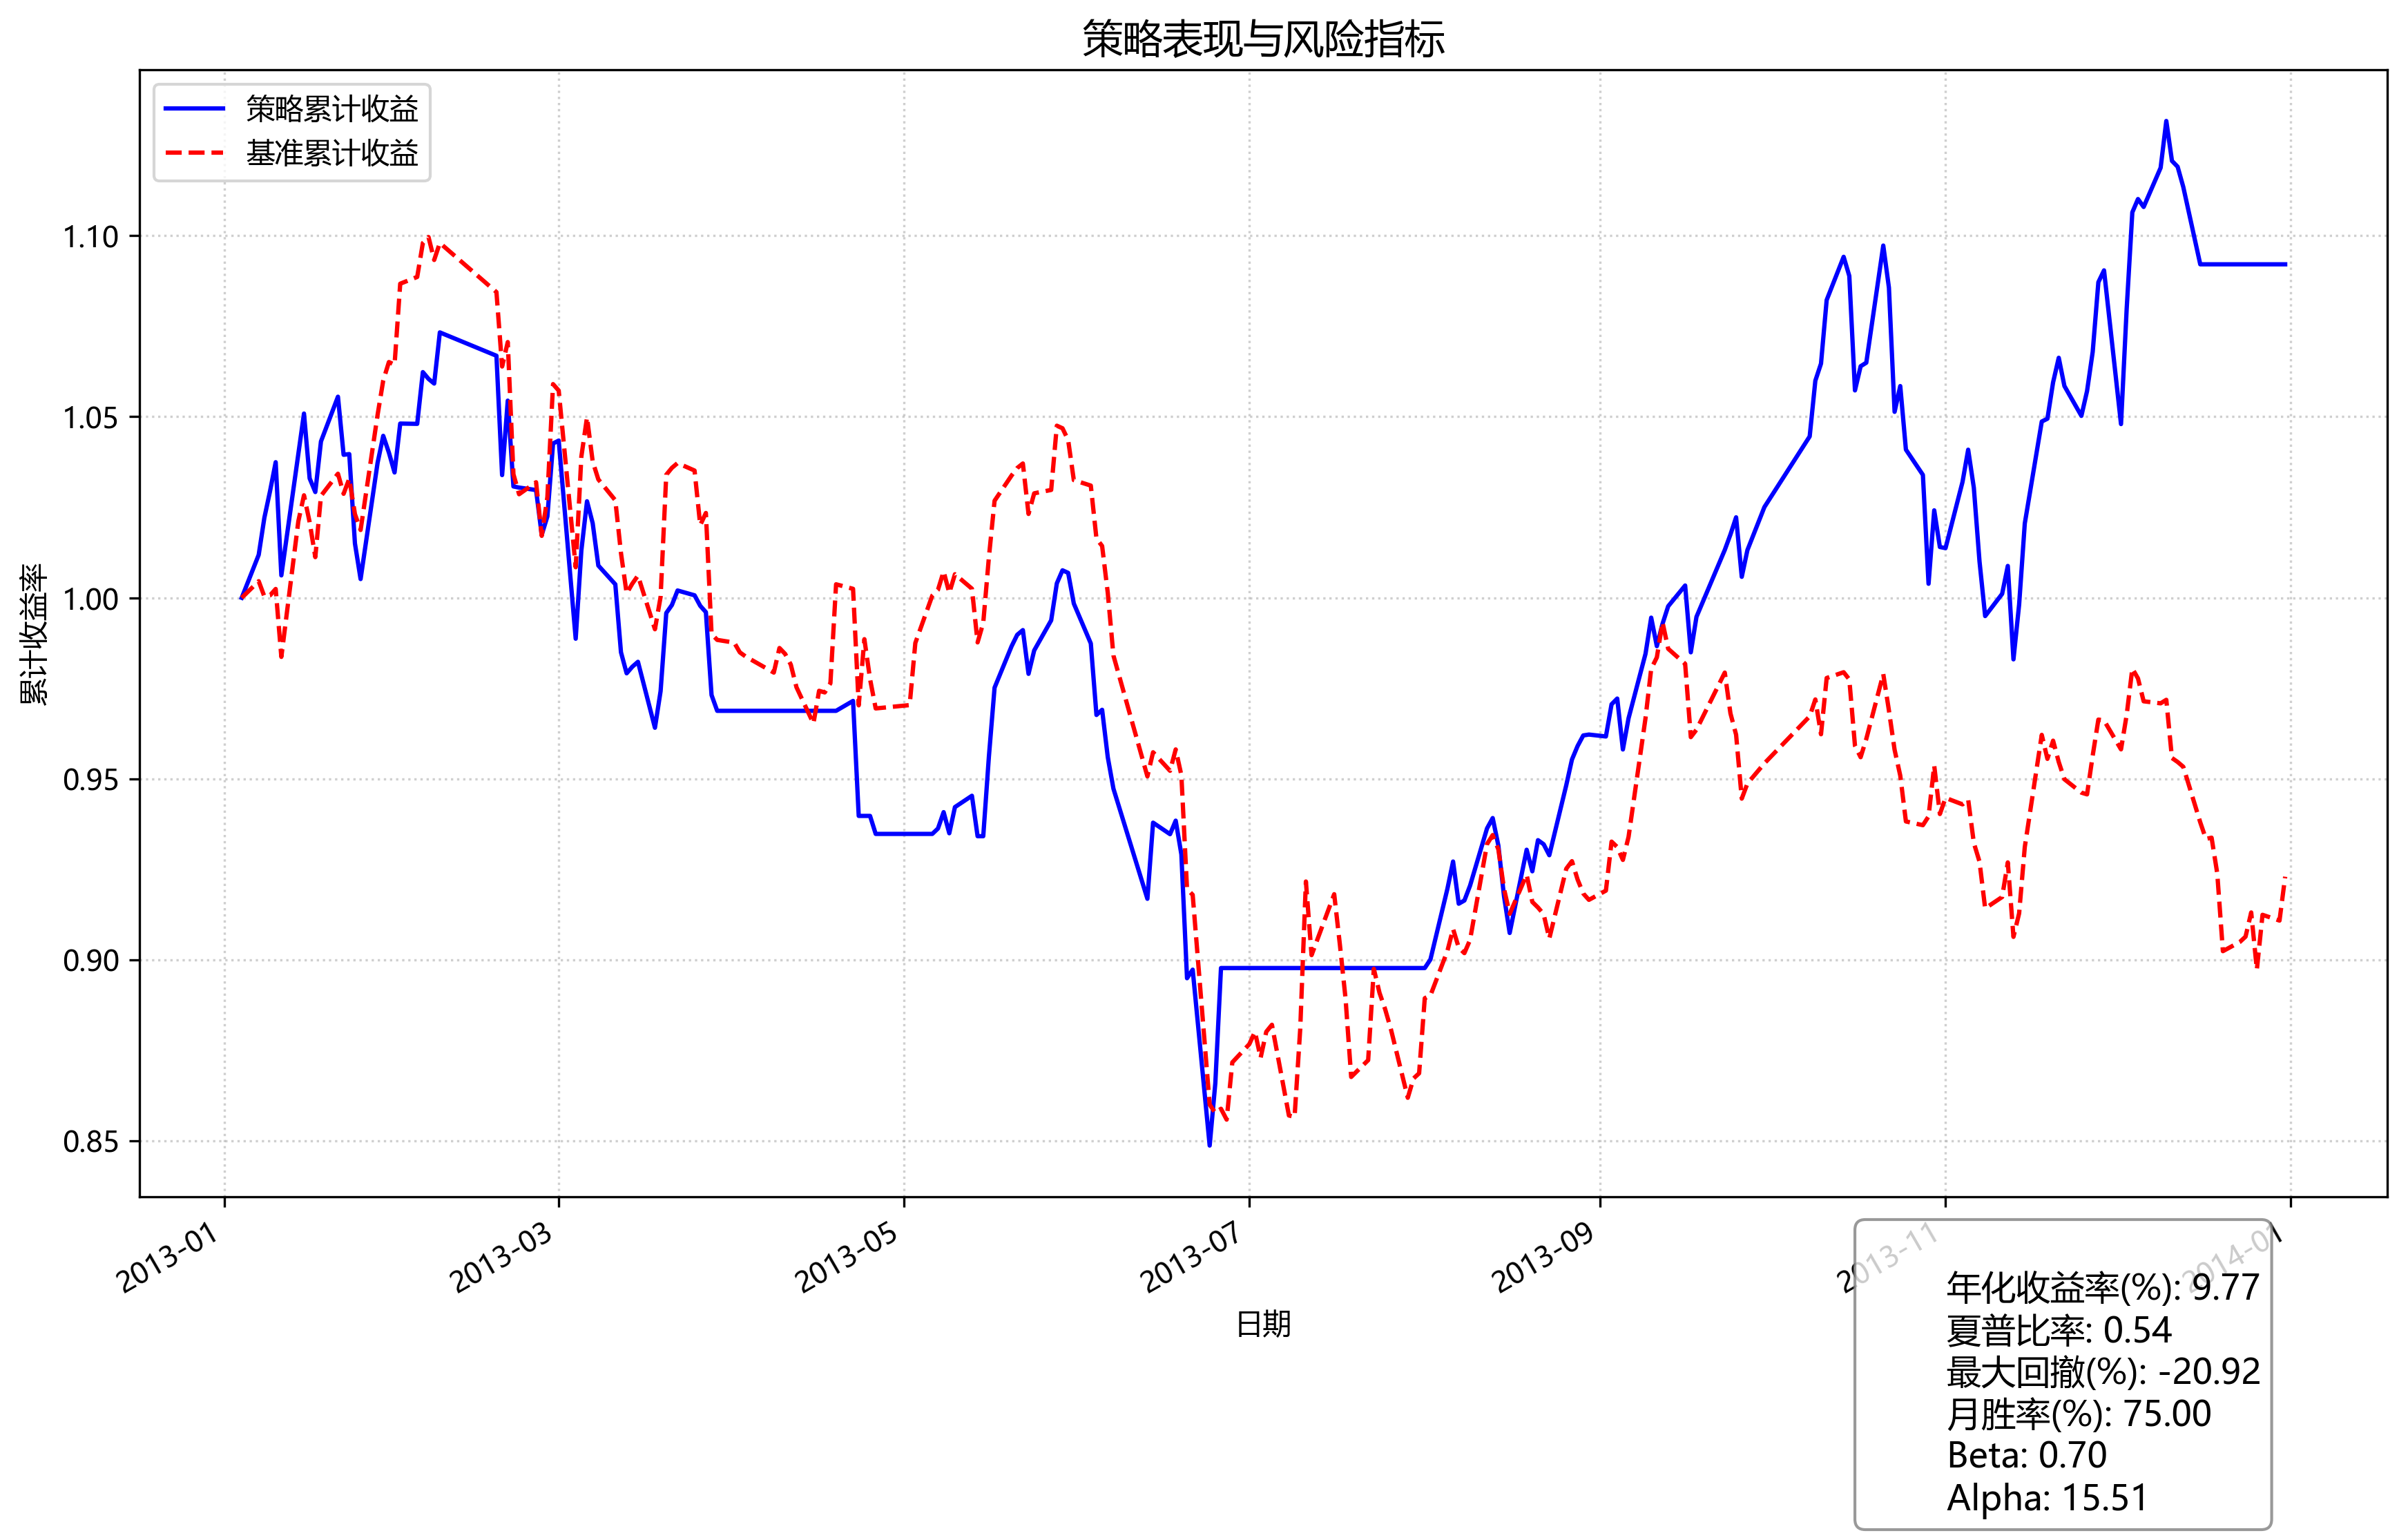 策略表现与风险指标
策略累计收益
基准累计收益
累计收益率
1.10
1.05
1.00
0.95
0.90
0.85
2013-01
2013-03
2013-05
2013-07
2013-09
2013-11
2014-01
日期
年化收益率(%): 9.77
夏普比率: 0.54
最大回撤(%): -20.92
月胜率(%): 75.00
Beta: 0.70
Alpha: 15.51